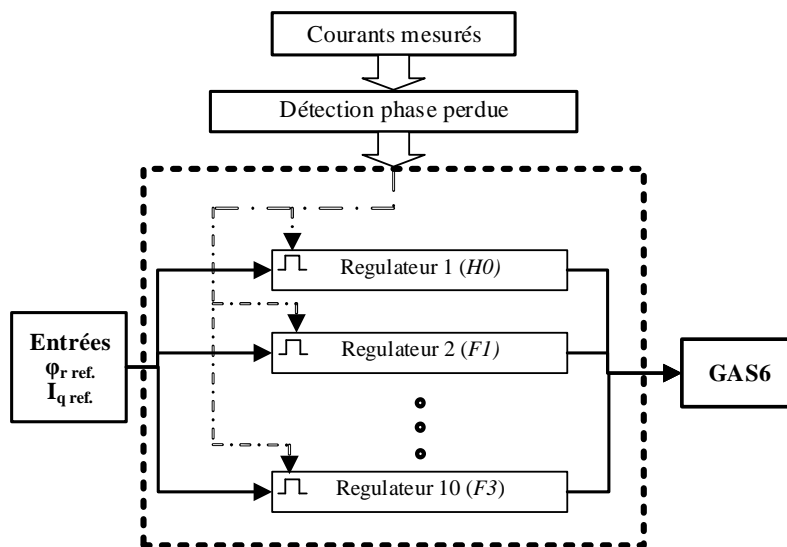 Courants mesurés
Détection phase perdue
Regulateur 1 (H0)
Regulateur 2 (F1)
Regulateur 10 (F3)
Entrées
φr ref.
Iq ref.
GAS6